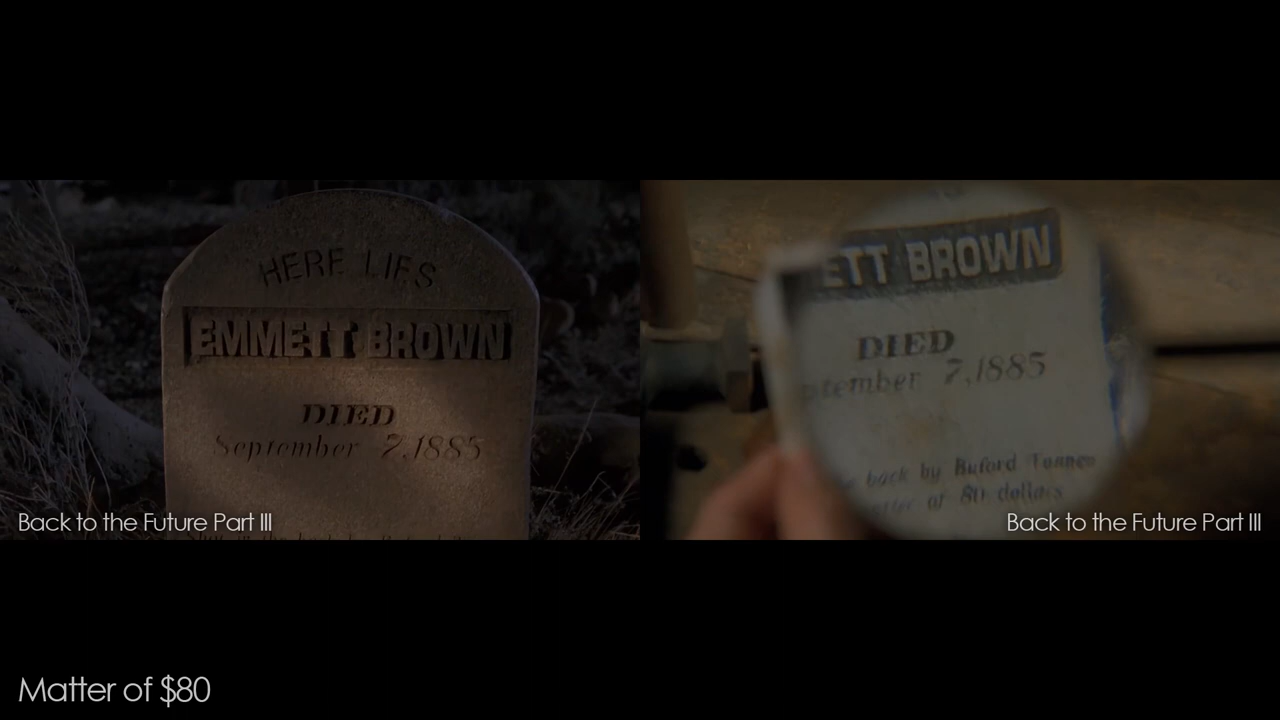 HERE LIES
EMMETT BROWN
DIED
September 7,1885
Back to the Future Part III
ETT BROWN
DIED
ptember 7,1885
back by Buford Tannen
matter of 80 dollars
Back to the Future Part III
Matter of $80